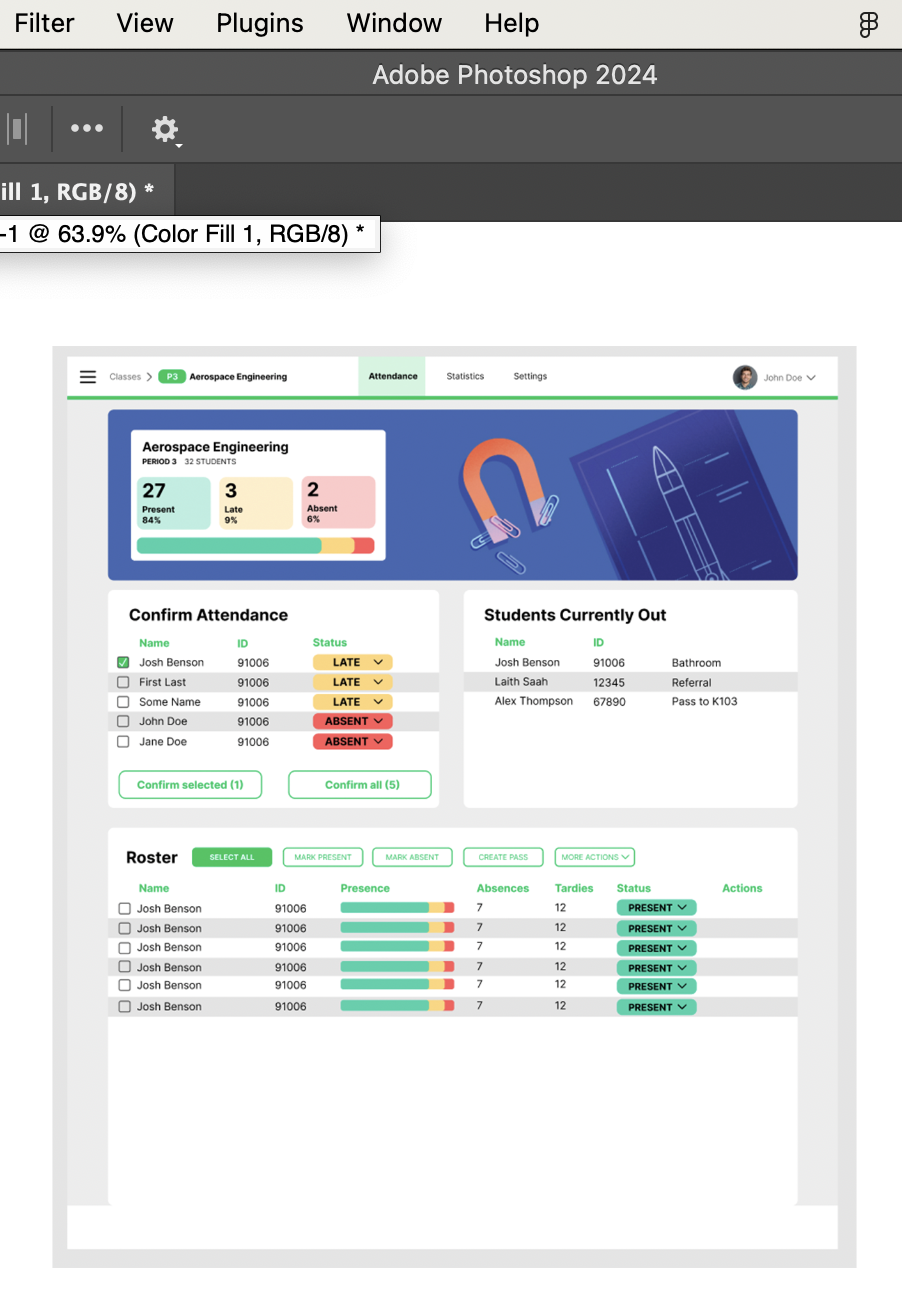 Filter View Plugins Window Help
Adobe Photoshop 2024
ill 1, RGB/8) *
-1 @ 63.9% (Color Fill 1, RGB/8) *
Classes P3 Aerospace Engineering Attendance Statistics Settings John Doe
Aerospace Engineering
PERIOD 3 32 STUDENTS
27 3 2
Present Late Absent
84% 9% 6%
Confirm Attendance
Name ID Status
Josh Benson 91006 LATE
First Last 91006 LATE
Some Name 91006 LATE
John Doe 91006 ABSENT
Jane Doe 91006 ABSENT
Confirm selected (1) Confirm all (5)
Students Currently Out
Name ID
Josh Benson 91006 Bathroom
Laith Saah 12345 Referral
Alex Thompson 67890 Pass to K103
Roster SELECT ALL MARK PRESENT MARK ABSENT CREATE PASS MORE ACTIONS
Name ID Presence Absences Tardies Status Actions
Josh Benson 91006 7 12 PRESENT
Josh Benson 91006 7 12 PRESENT
Josh Benson 91006 7 12 PRESENT
Josh Benson 91006 7 12 PRESENT
Josh Benson 91006 7 12 PRESENT
Josh Benson 91006 7 12 PRESENT